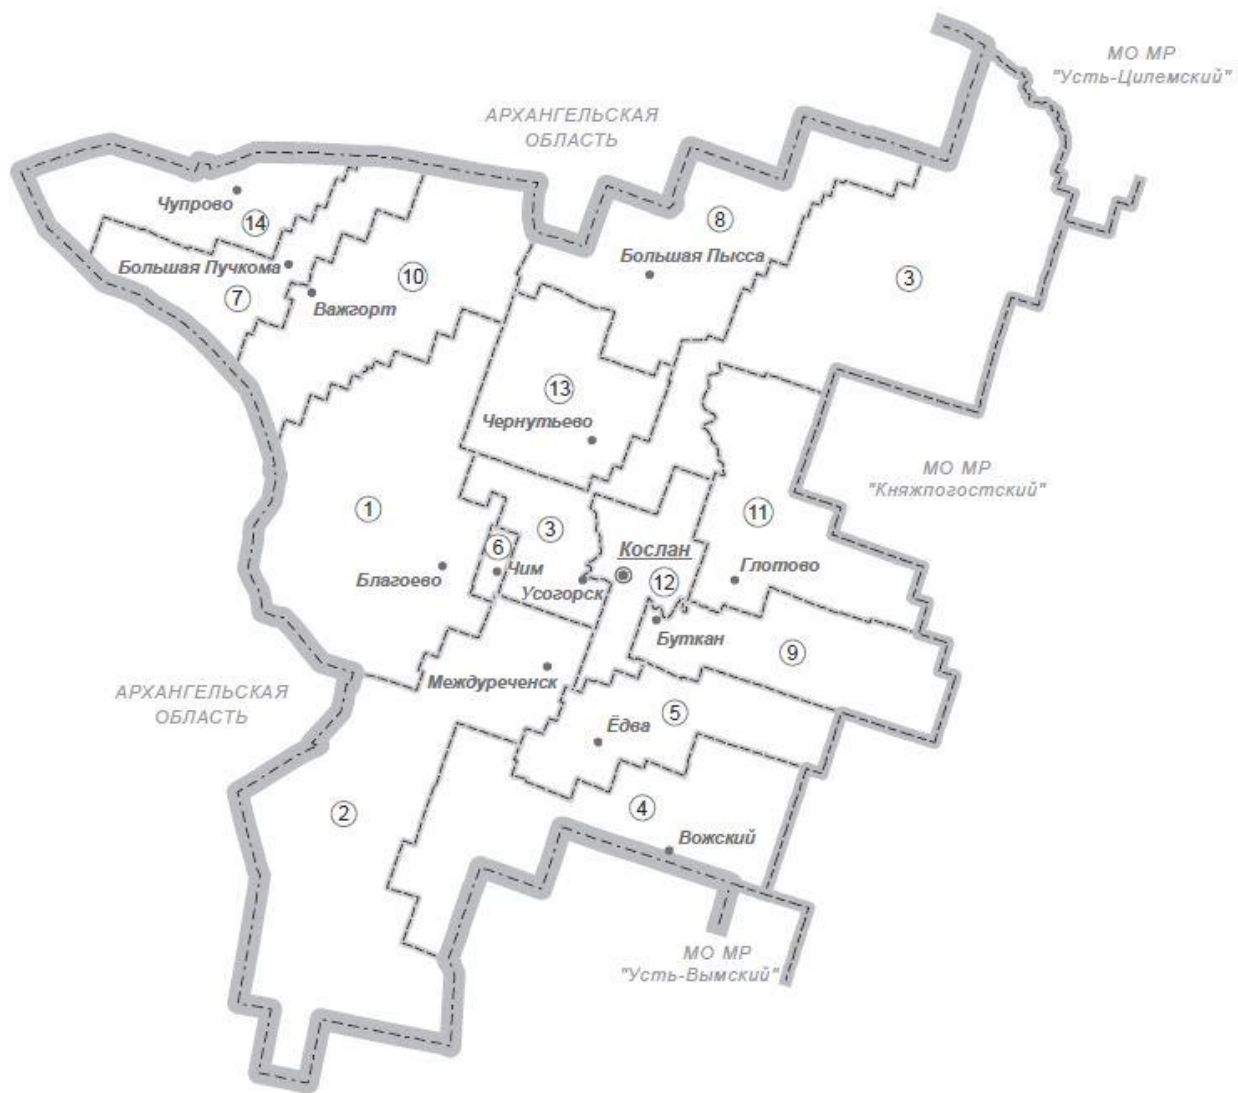 МО МР
"Усть-Цилемский"
АРХАНГЕЛЬСКАЯ
ОБЛАСТЬ
Чупрово
14
8
Большая Пучкома
7
10
Важгорт
Большая Пысса
3
13
Чернутьево
МО МР
"Княжпогостский"
1
3
11
6
Кослан
Благоево
Чим
Усогорск
12
Глотово
Буткан
9
Междуреченск
АРХАНГЕЛЬСКАЯ
ОБЛАСТЬ
5
Ёдва
2
4
Вожский
МО МР
"Усть-Вымский"